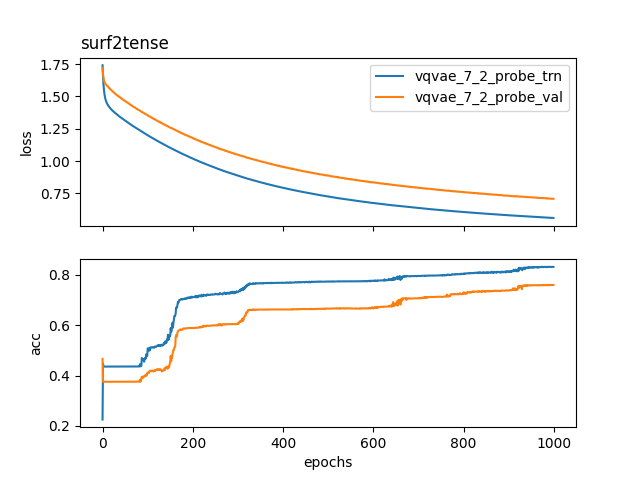 surf2tense
1.75
1.50
1.25
1.00
0.75
loss
vqvae_7_2_probe_trn
vqvae_7_2_probe_val
0.8
0.6
0.4
0.2
acc
0 200 400 600 800 1000
epochs